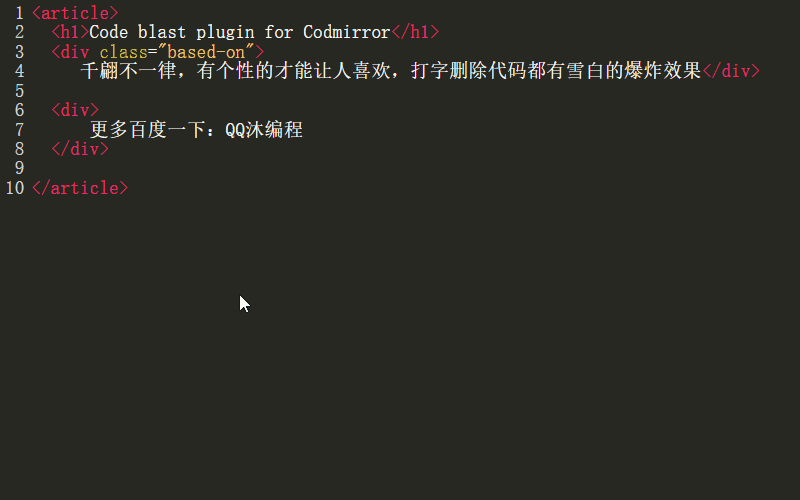 1 <article>
2 <h1>Code blast plugin for Codmirror</h1>
3 <div class="based-on">
4 千翩不一律，有个性的才能让人喜欢，打字删除代码都有雪白的爆炸效果</div>
5
6 <div>
7 更多百度一下：QQ沐编程
8 </div>
9
10 </article>